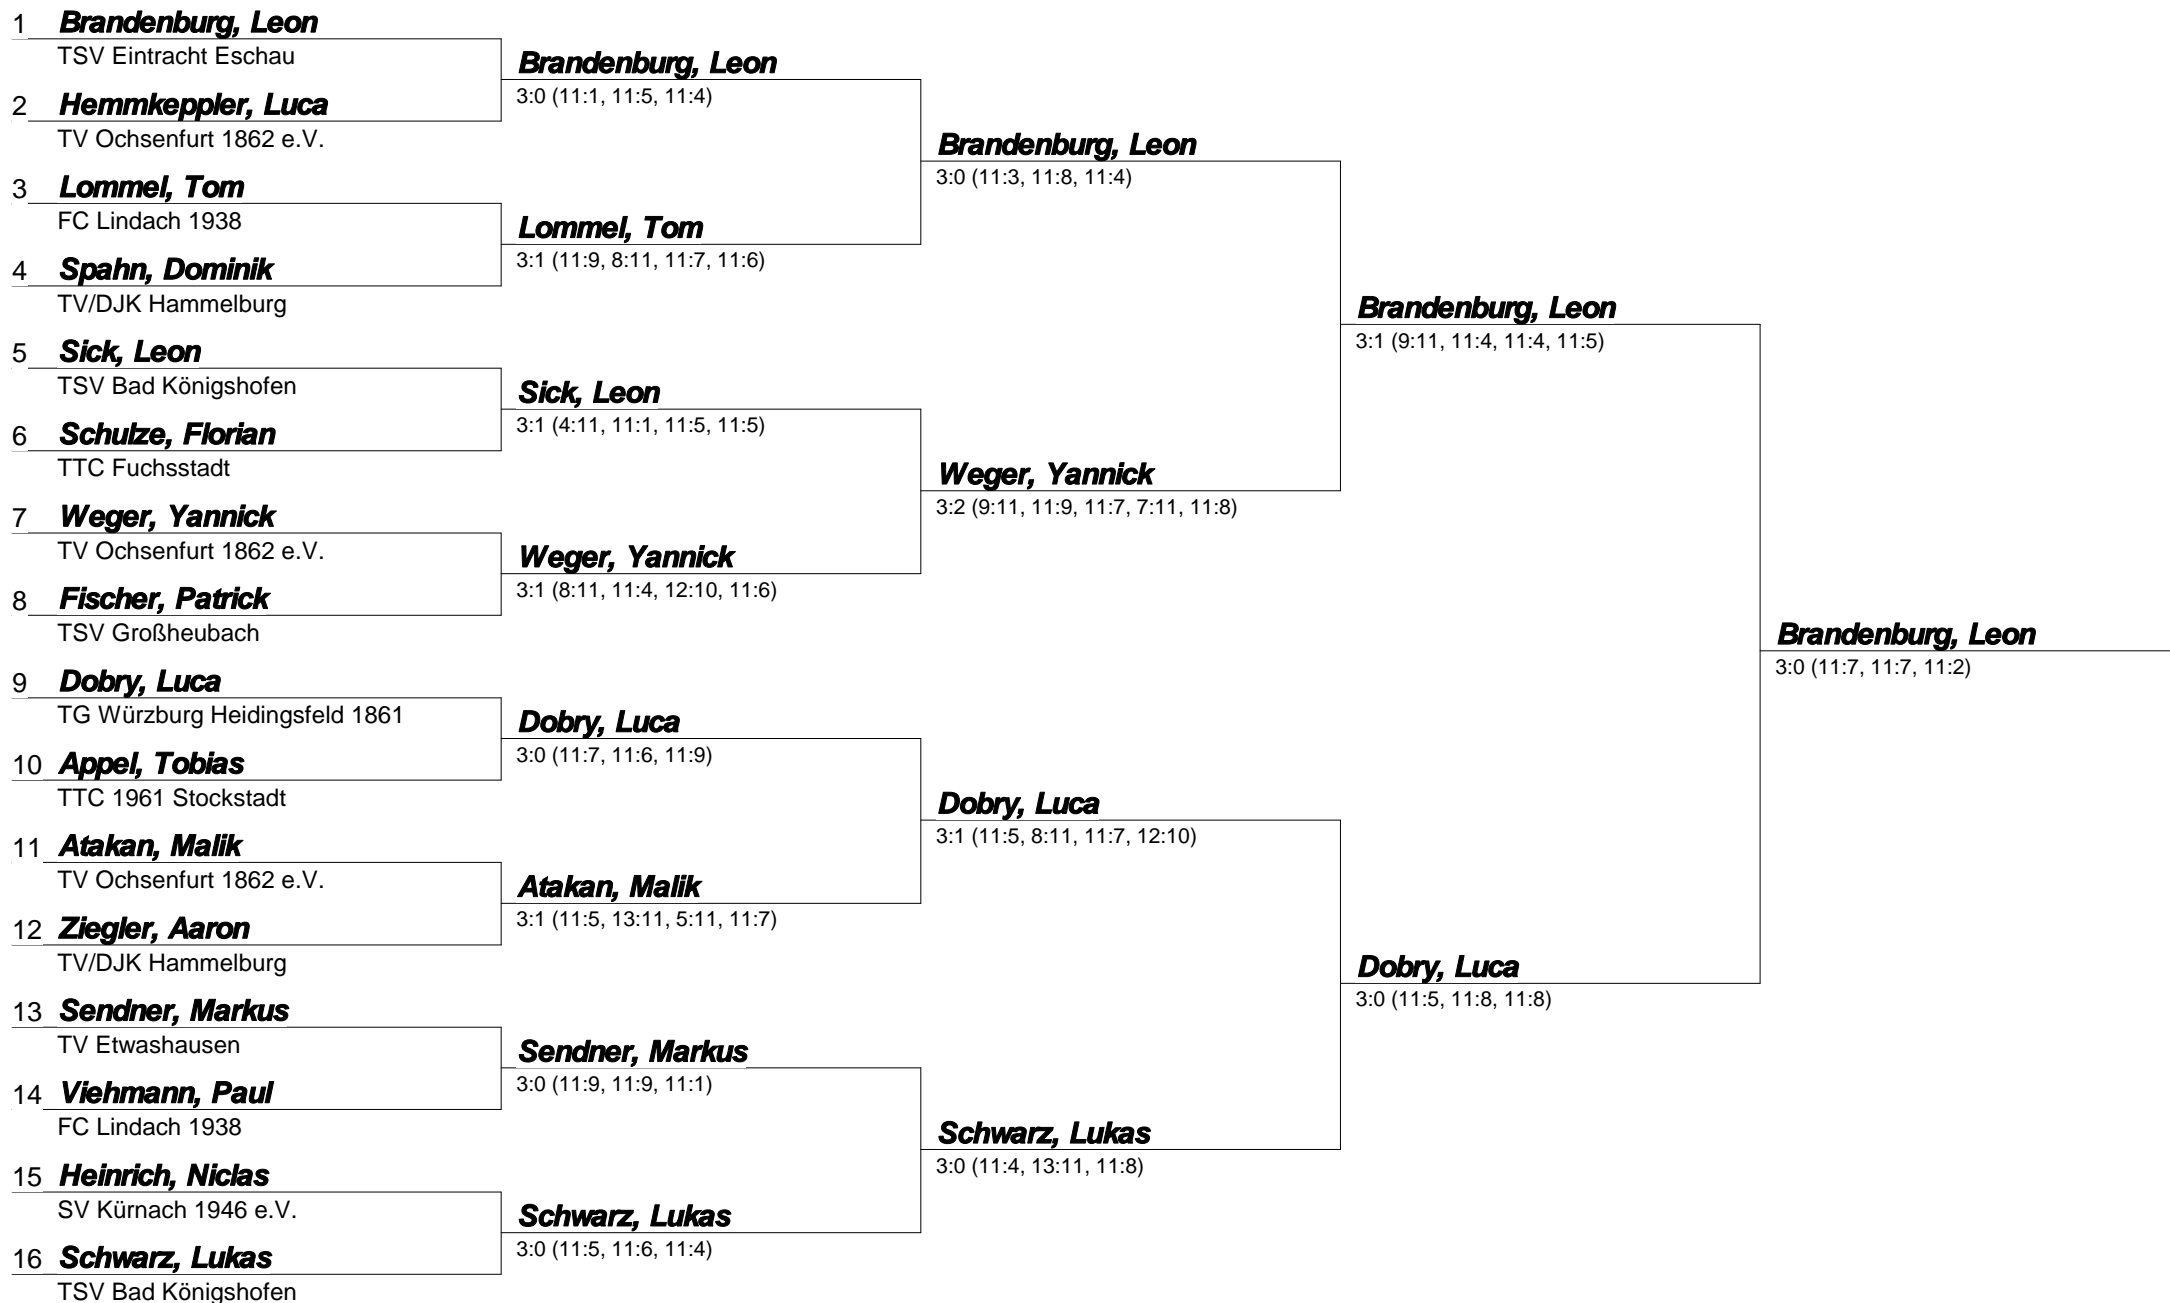 1 Brandenburg, Leon
TSV Eintracht Eschau
2 Hemmkeppler, Luca
TV Ochsenfurt 1862 e.V.
3 Lommel, Tom
FC Lindach 1938
4 Spahn, Dominik
TV/DJK Hammelburg
5 Sick, Leon
TSV Bad Königshofen
6 Schulze, Florian
TTC Fuchsstadt
7 Weger, Yannick
TV Ochsenfurt 1862 e.V.
8 Fischer, Patrick
TSV Großheubach
9 Dobry, Luca
TG Würzburg Heidingsfeld 1861
10 Appel, Tobias
TTC 1961 Stockstadt
11 Atakan, Malik
TV Ochsenfurt 1862 e.V.
12 Ziegler, Aaron
TV/DJK Hammelburg
13 Sendner, Markus
TV Etwashausen
14 Viehmann, Paul
FC Lindach 1938
15 Heinrich, Niclas
SV Kürnach 1946 e.V.
16 Schwarz, Lukas
TSV Bad Königshofen
Brandenburg, Leon
3:0 (11:1, 11:5, 11:4)
Lommel, Tom
3:1 (11:9, 8:11, 11:7, 11:6)
Sick, Leon
3:1 (4:11, 11:1, 11:5, 11:5)
Weger, Yannick
3:1 (8:11, 11:4, 12:10, 11:6)
Dobry, Luca
3:0 (11:7, 11:6, 11:9)
Atakan, Malik
3:1 (11:5, 13:11, 5:11, 11:7)
Sendner, Markus
3:0 (11:9, 11:9, 11:1)
Schwarz, Lukas
3:0 (11:5, 11:6, 11:4)
Brandenburg, Leon
3:0 (11:3, 11:8, 11:4)
Weger, Yannick
3:2 (9:11, 11:9, 11:7, 7:11, 11:8)
Dobry, Luca
3:1 (11:5, 8:11, 11:7, 12:10)
Schwarz, Lukas
3:0 (11:4, 13:11, 11:8)
Brandenburg, Leon
3:1 (9:11, 11:4, 11:4, 11:5)
Dobry, Luca
3:0 (11:5, 11:8, 11:8)
Brandenburg, Leon
3:0 (11:7, 11:7, 11:2)